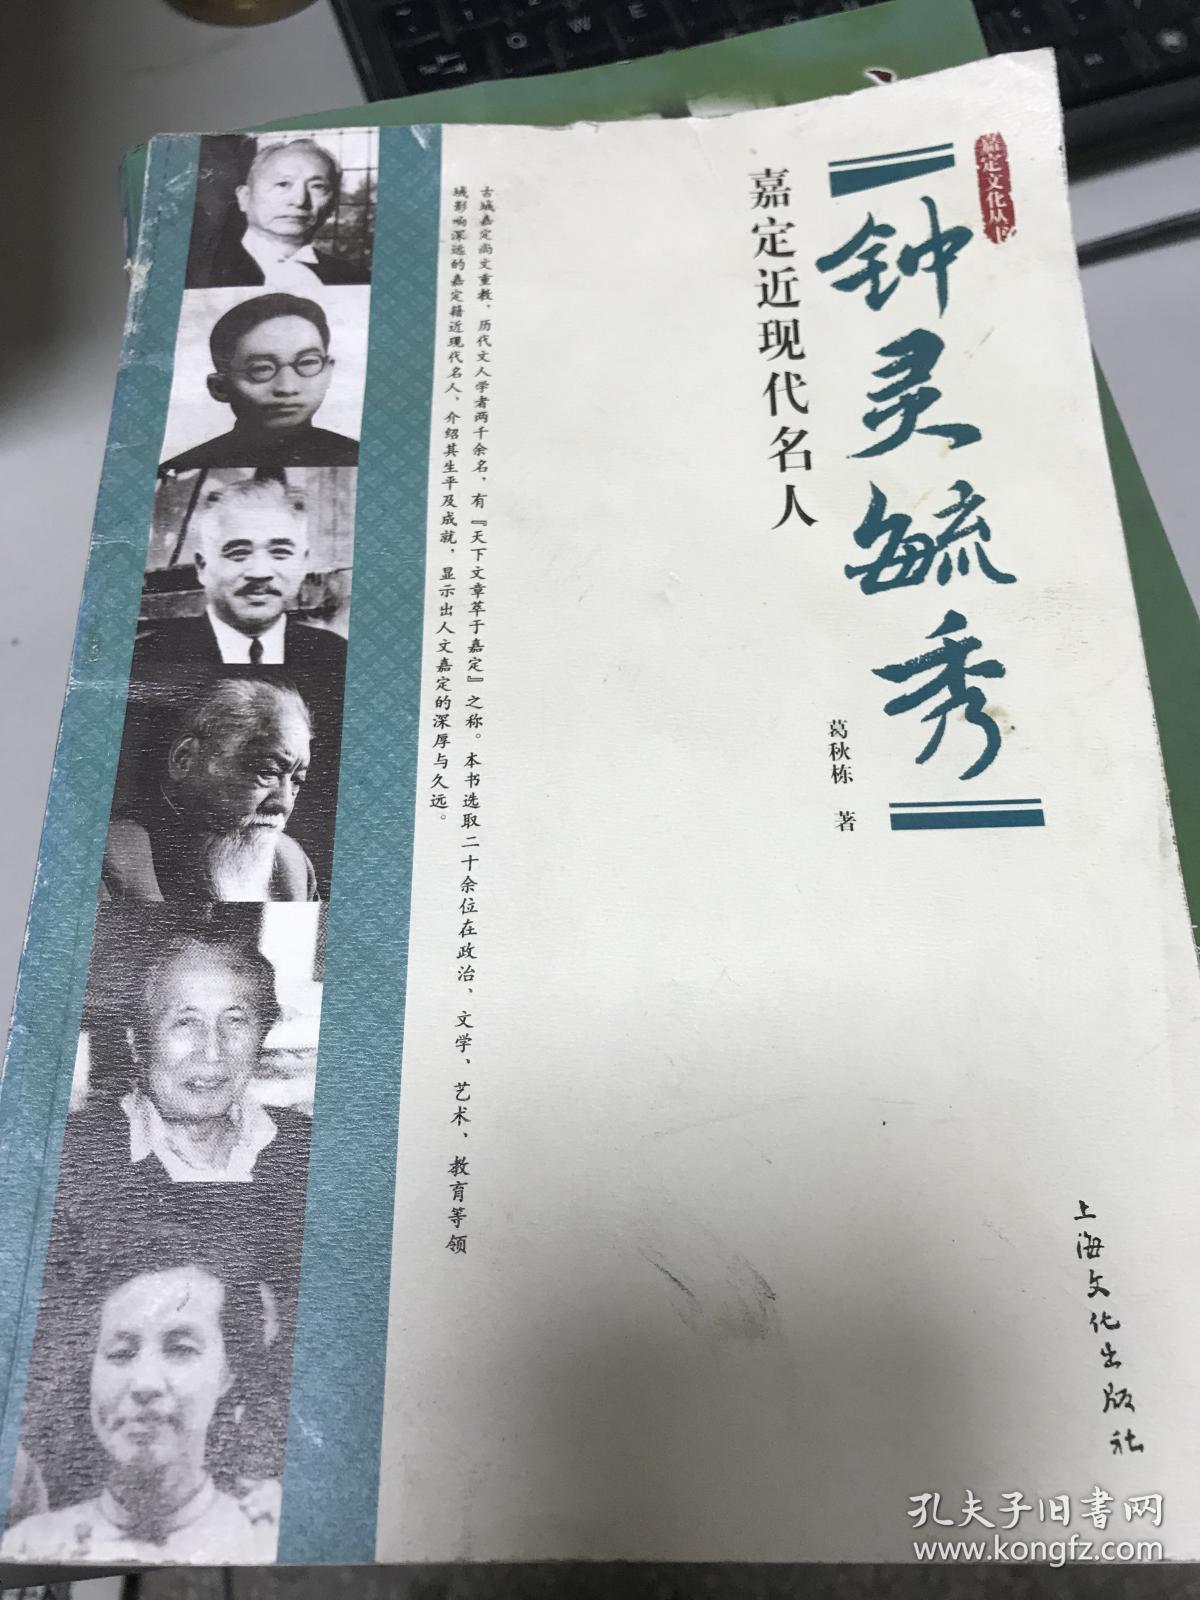 嘉定文化丛书
钟灵毓秀
嘉定近现代名人
葛秋栋 著
古城嘉定尚文重教，历代文人学者两千余名，有『天下文章萃于嘉定』之称。本书选取二十余位在政治、文学、艺术、教育等领
域影响深远的嘉定籍近现代名人，介绍其生平及成就，显示出人文嘉定的深厚与久远。
上海文化出版社
孔夫子旧书网
www.kongfz.com